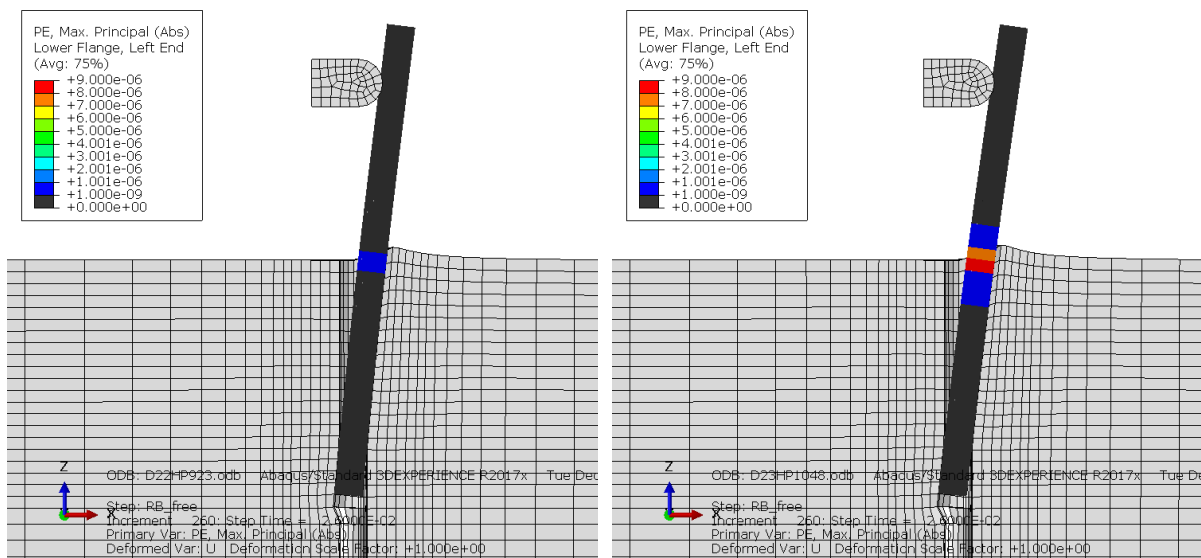 PE, Max. Principal (Abs)
Lower Flange, Left End
(Avg: 75%)
+9.000e-06
+8.000e-06
+7.000e-06
+6.000e-06
+5.000e-06
+4.001e-06
+3.001e-06
+2.001e-06
+1.001e-06
+1.000e-09
+0.000e+00
Z
X
ODB: D22HP923.odb Abaqus/Standard 3DEXPERIENCE R2017x Tue Dec
Step: RB_free
Increment 260: Step Time = 2.6000E-02
Primary Var: PE, Max. Principal (Abs)
Deformed Var: U Deformation Scale Factor: +1.000e+00
PE, Max. Principal (Abs)
Lower Flange, Left End
(Avg: 75%)
+9.000e-06
+8.000e-06
+7.000e-06
+6.000e-06
+5.000e-06
+4.001e-06
+3.001e-06
+2.001e-06
+1.001e-06
+1.000e-09
+0.000e+00
Z
X
ODB: D23HP1048.odb Abaqus/Standard 3DEXPERIENCE R2017x Tue De
Step: RB_free
Increment 260: Step Time = 2.6000E-02
Primary Var: PE, Max. Principal (Abs)
Deformed Var: U Deformation Scale Factor: +1.000e+00